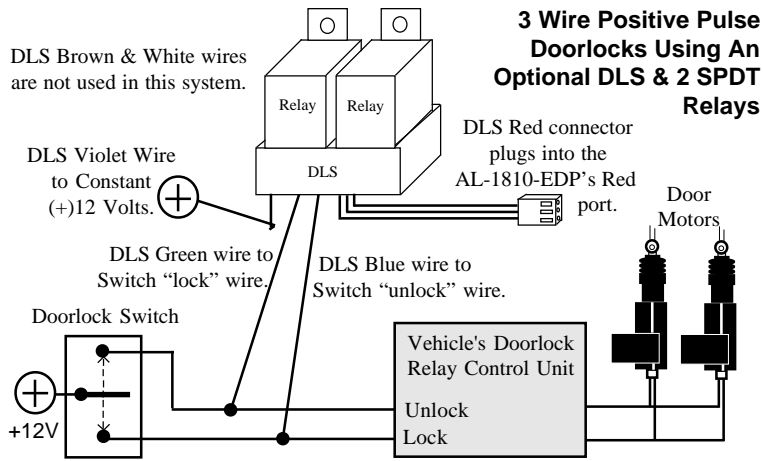 3 Wire Positive Pulse
Doorlocks Using An
Optional DLS & 2 SPDT
Relays
DLS Brown & White wires
are not used in this system.
Relay
Relay
DLS
DLS Violet Wire
to Constant
(+)12 Volts.
DLS Red connector
plugs into the
AL-1810-EDP's Red
port.
Door
Motors
DLS Green wire to
Switch “lock” wire.
DLS Blue wire to
Switch “unlock” wire.
Doorlock Switch
+12V
Vehicle's Doorlock
Relay Control Unit
Unlock
Lock